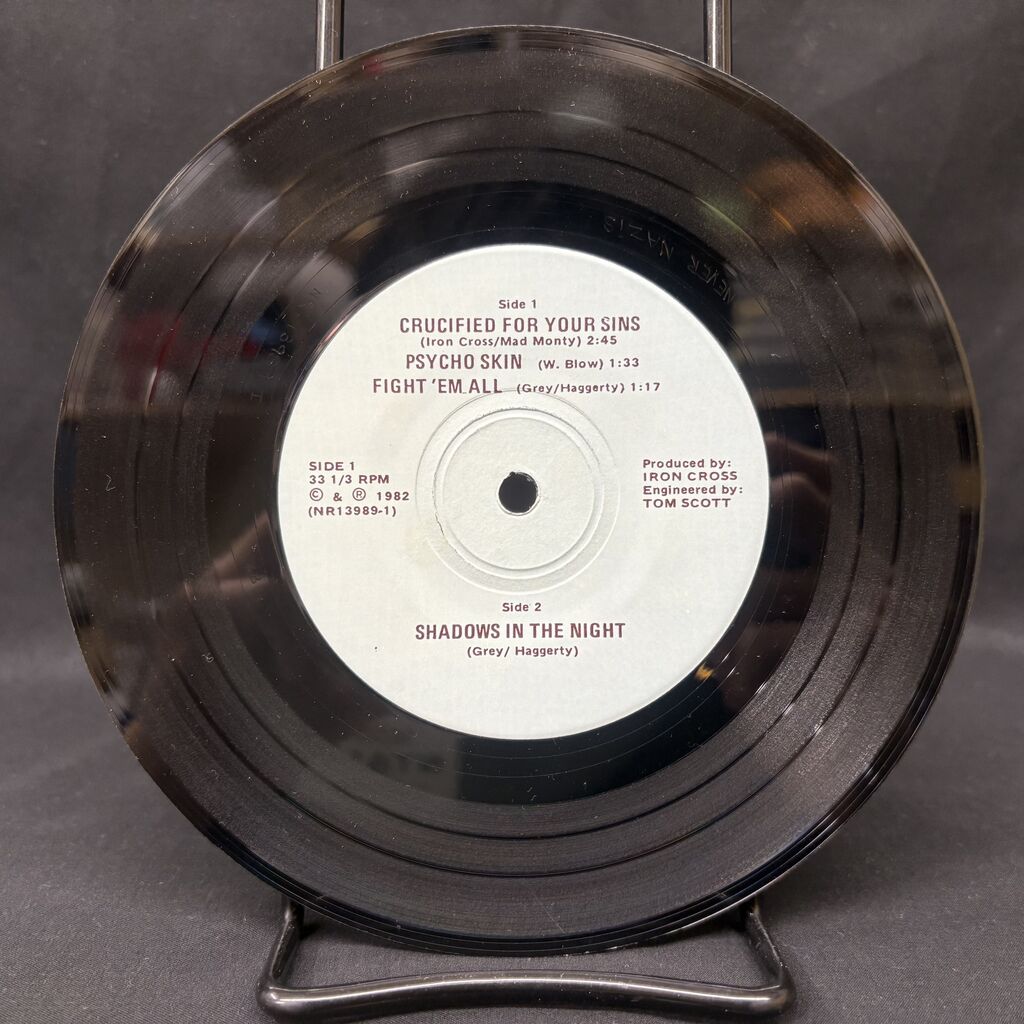 NEVER NAZIS
Side 1
CRUCIFIED FOR YOUR SINS
(Iron Cross/Mad Monty) 2:45
PSYCHO SKIN (W. Blow) 1:33
FIGHT 'EM ALL (Grey/Haggerty) 1:17
SIDE 1
33 1/3 RPM
© & ℗ 1982
(NR13989-1)
Produced by:
IRON CROSS
Engineered by:
TOM SCOTT
Side 2
SHADOWS IN THE NIGHT
(Grey/ Haggerty)